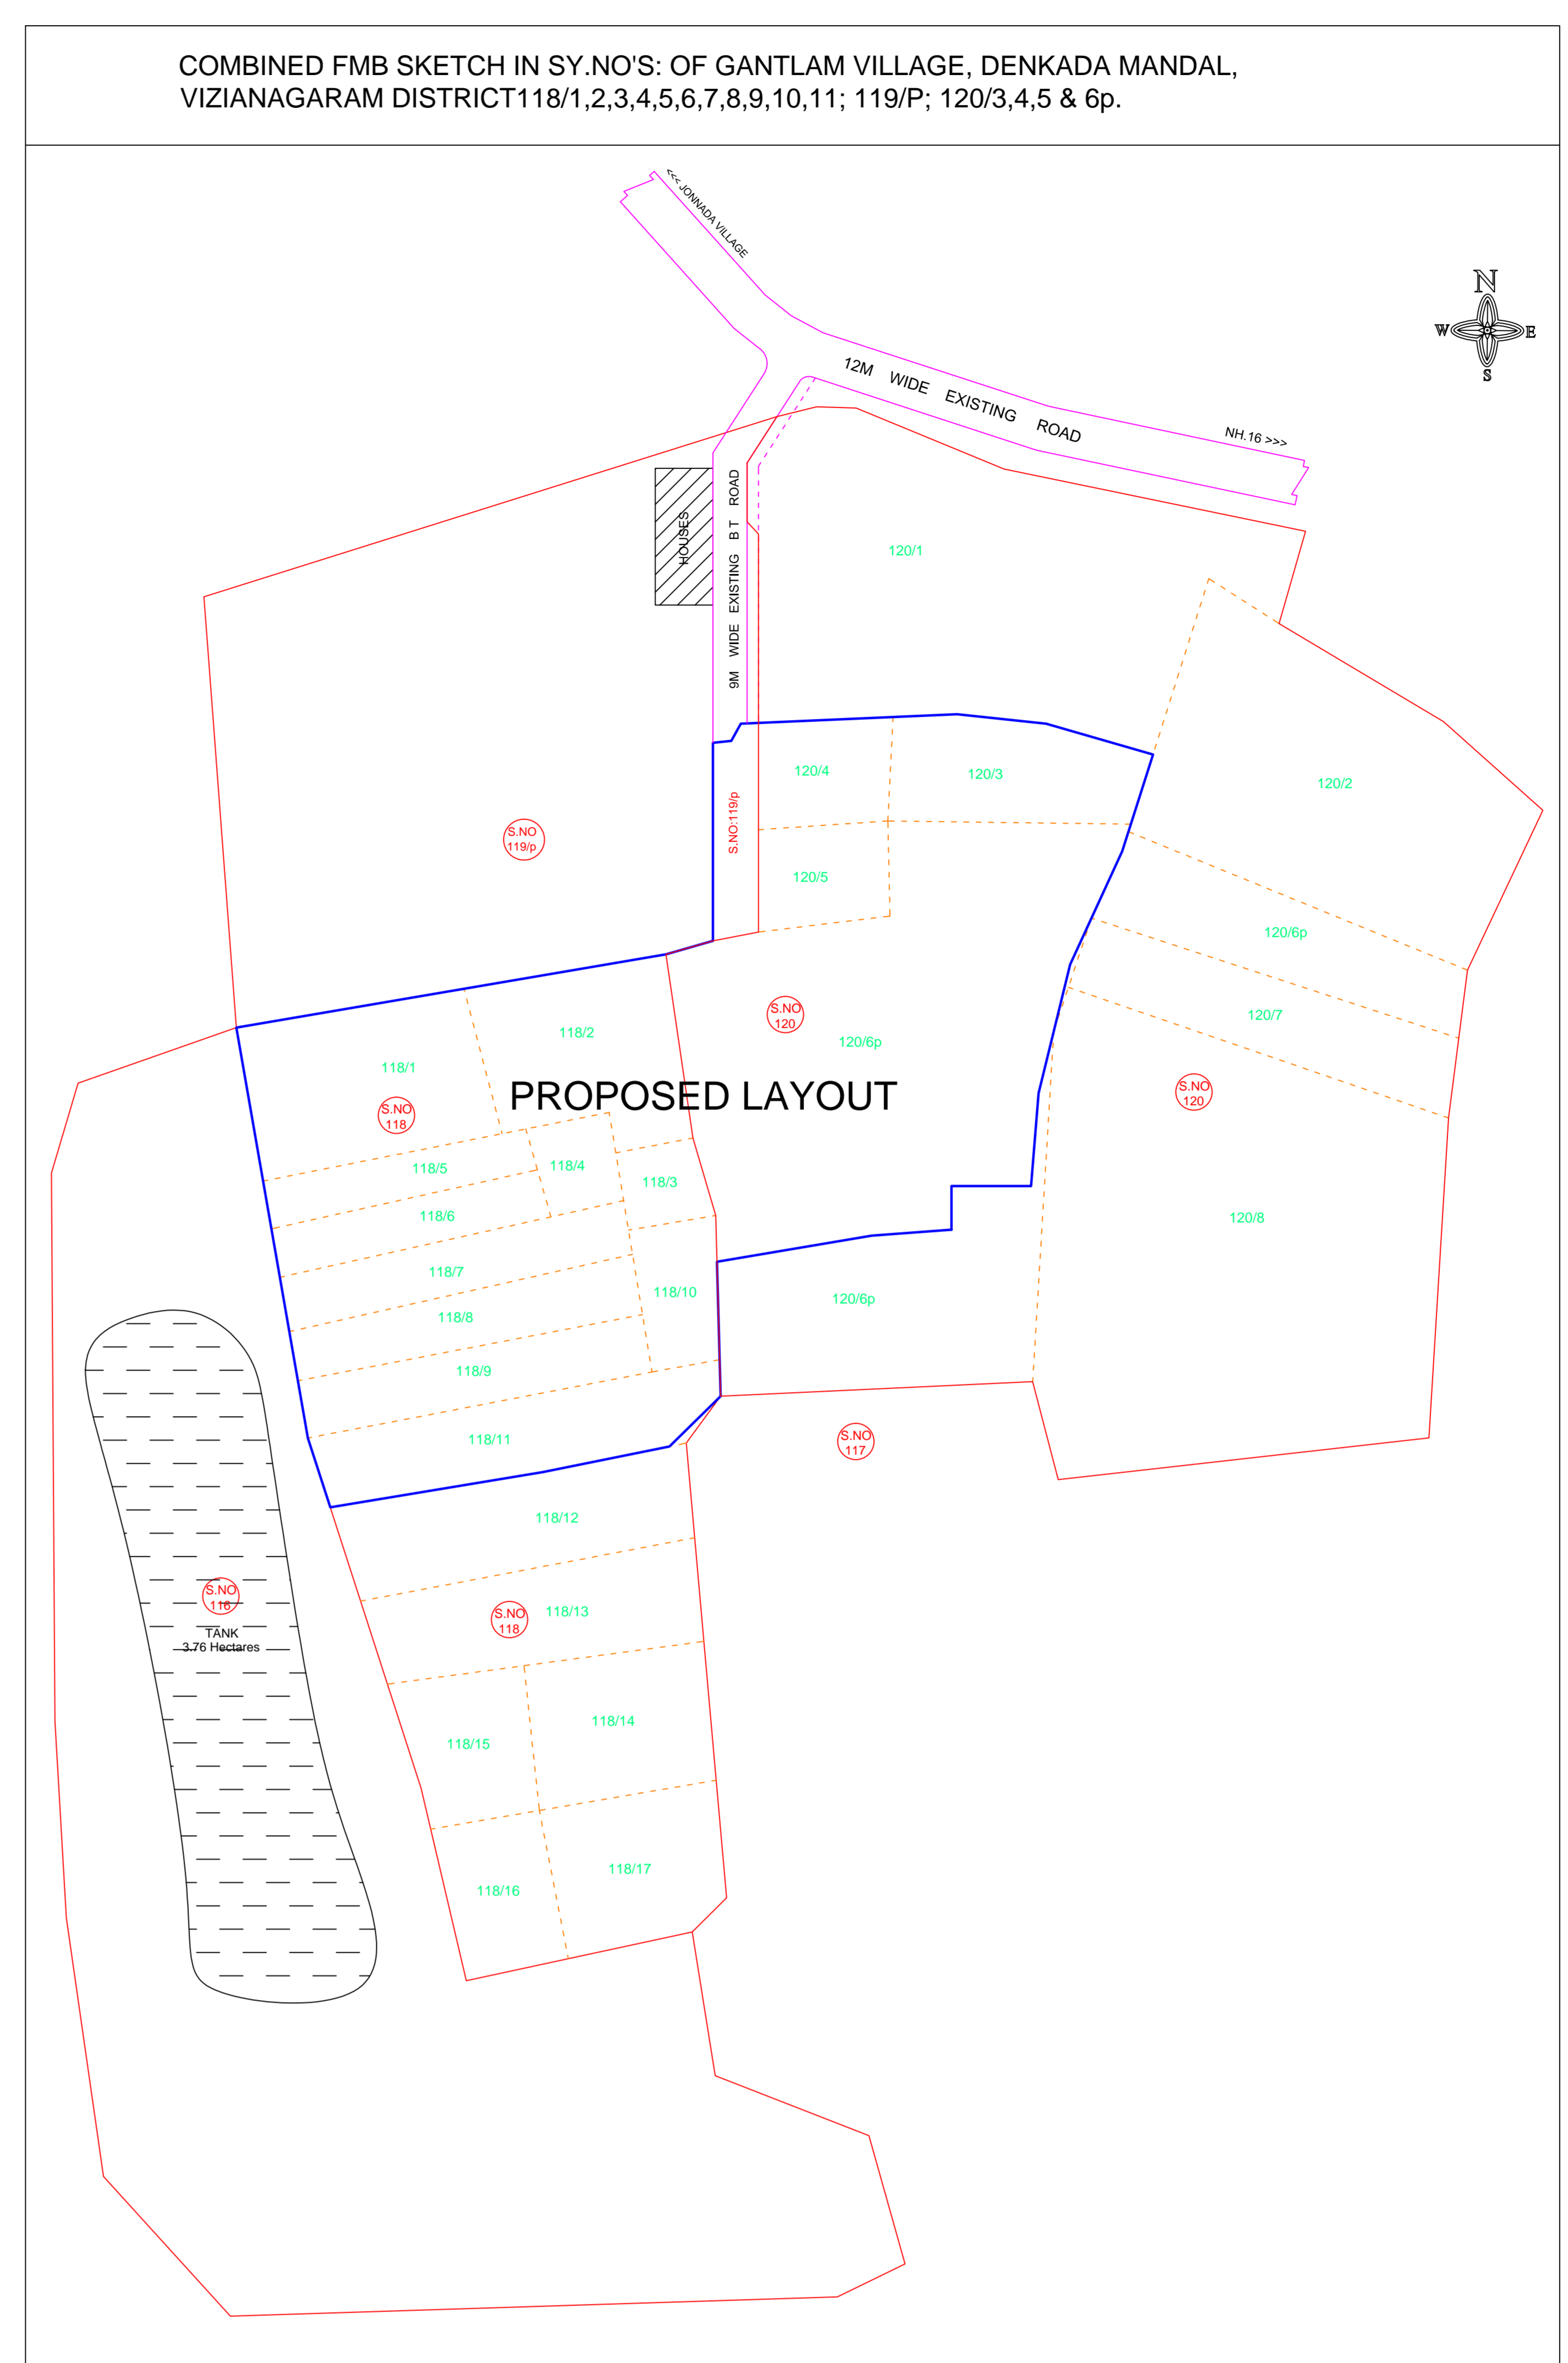 COMBINED FMB SKETCH IN SY.NO'S: OF GANTLAM VILLAGE, DENKADA MANDAL,
VIZIANAGARAM DISTRICT118/1,2,3,4,5,6,7,8,9,10,11; 119/P; 120/3,4,5 & 6p.
<<< JONNADA VILLAGE
N
W
E
S
12M WIDE EXISTING ROAD
NH.16 >>>
HOUSES
9M WIDE EXISTING BT ROAD
120/1
120/4
120/3
120/2
S.NO:119/p
S.NO
119/p
120/5
120/6p
S.NO
120
120/7
120/6p
118/2
118/1
PROPOSED LAYOUT
S.NO
120
S.NO
118
118/5
118/4
118/3
118/6
120/8
118/7
118/10
120/6p
118/8
118/9
118/11
S.NO
117
118/12
S.NO
116
TANK
3.76 Hectares
118/13
S.NO
118
118/14
118/15
118/17
118/16